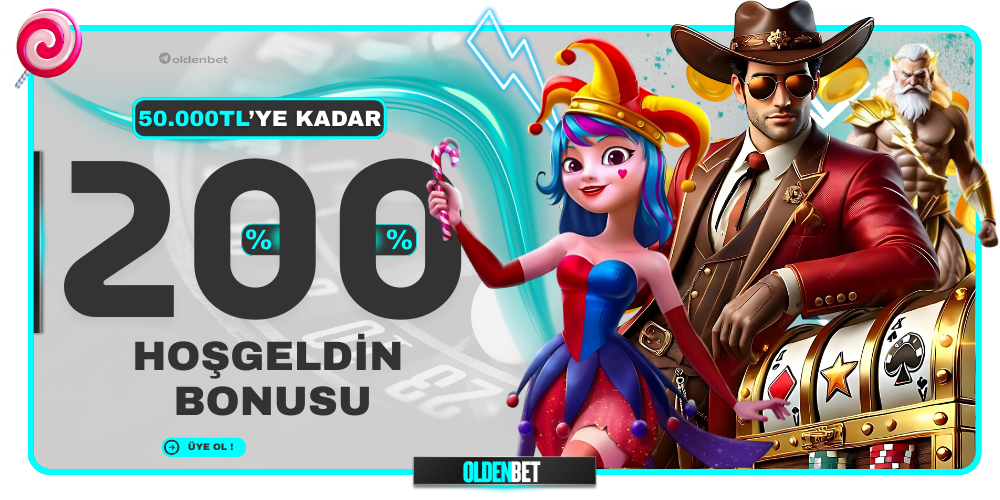 oldenbet
50.000TL'YE KADAR
200
% %
HOŞGELDİN
BONUSU
ÜYE OL !
OLDENBET